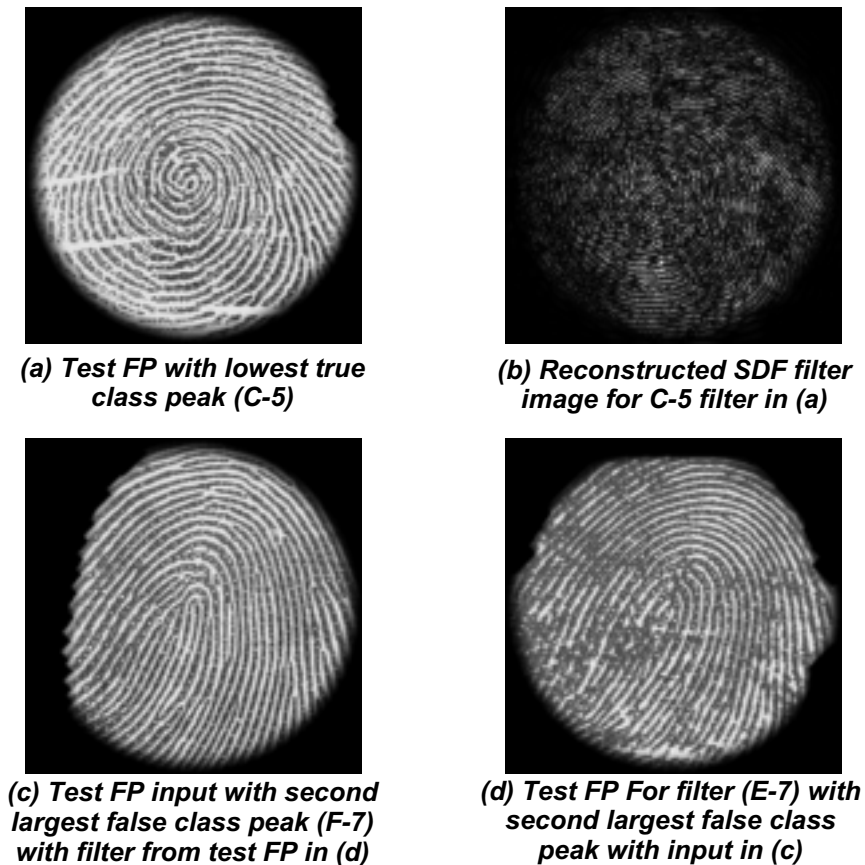 (a) Test FP with lowest true
class peak (C-5)
(b) Reconstructed SDF filter
image for C-5 filter in (a)
(c) Test FP input with second
largest false class peak (F-7)
with filter from test FP in (d)
(d) Test FP For filter (E-7) with
second largest false class
peak with input in (c)